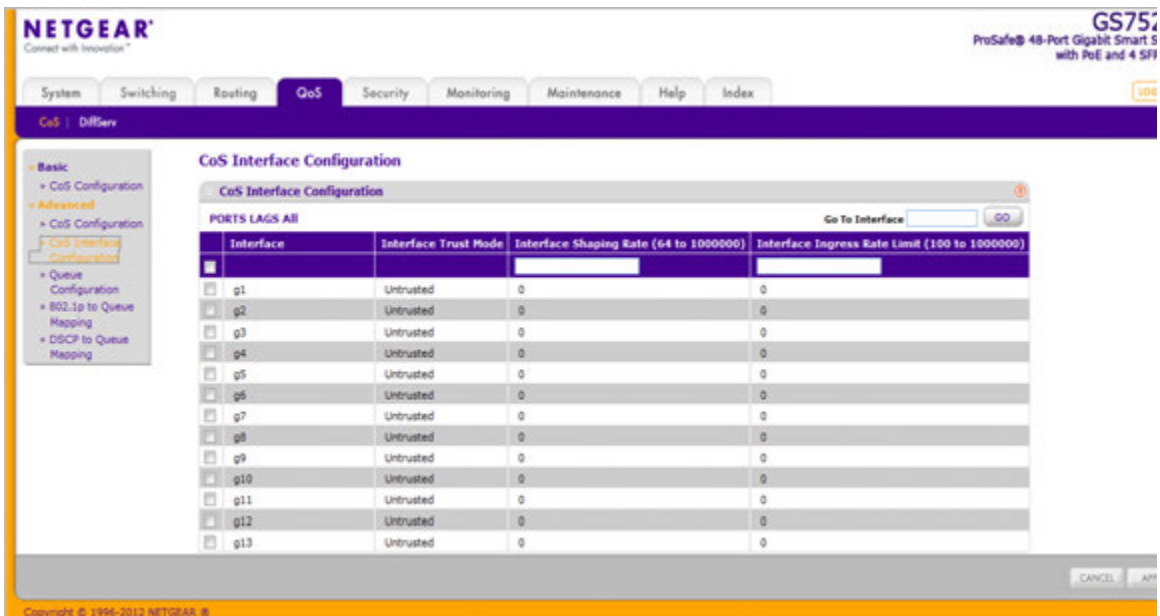 NETGEAR®
Connect with Innovation™
GS752
ProSafe® 48-Port Gigabit Smart S
with PoE and 4 SFP
System Switching Routing QoS Security Monitoring Maintenance Help Index
LOG
CoS | DiffServ
Basic
» CoS Configuration
Advanced
» CoS Configuration
» CoS Interface
Configuration
» Queue
Configuration
» 802.1p to Queue
Mapping
» DSCP to Queue
Mapping
CoS Interface Configuration
CoS Interface Configuration
PORTS LAGS All Go To Interface GO
Interface Interface Trust Mode Interface Shaping Rate (64 to 1000000) Interface Ingress Rate Limit (100 to 1000000)
g1 Untrusted 0 0
g2 Untrusted 0 0
g3 Untrusted 0 0
g4 Untrusted 0 0
g5 Untrusted 0 0
g6 Untrusted 0 0
g7 Untrusted 0 0
g8 Untrusted 0 0
g9 Untrusted 0 0
g10 Untrusted 0 0
g11 Untrusted 0 0
g12 Untrusted 0 0
g13 Untrusted 0 0
CANCEL APP
Copyright © 1996-2012 NETGEAR ®